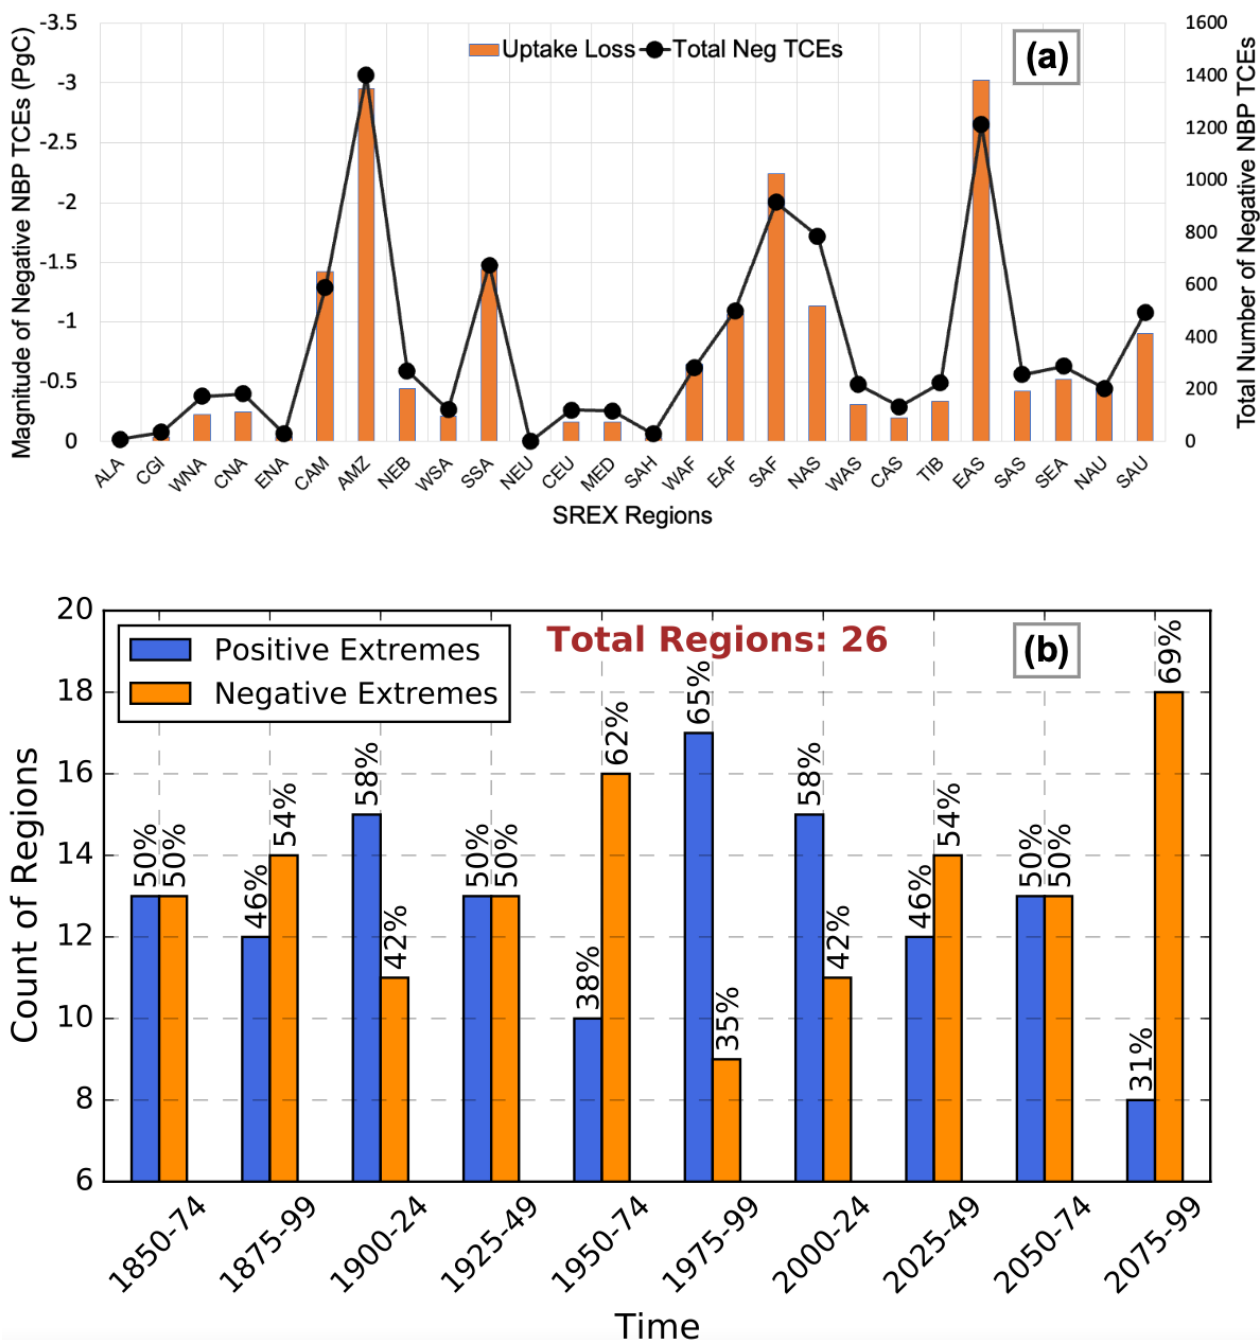 -3.5
-3
-2.5
-2
-1.5
-1
-0.5
0
Magnitude of Negative NBP TCEs (PgC)
Uptake Loss
Total Neg TCEs
(a)
1600
1400
1200
1000
800
600
400
200
0
Total Number of Negative NBP TCEs
ALA
CGI
WNA
CNA
ENA
CAM
AMZ
NEB
WSA
SSA
NEU
CEU
MED
SAH
WAF
EAF
SAF
NAS
WAS
CAS
TIB
EAS
SAS
SEA
NAU
SAU
SREX Regions
20
18
16
14
12
10
8
6
Count of Regions
Positive Extremes
Negative Extremes
Total Regions: 26
(b)
50%
50%
46%
54%
58%
42%
50%
50%
38%
62%
65%
35%
58%
42%
46%
54%
50%
50%
31%
69%
1850-74
1875-99
1900-24
1925-49
1950-74
1975-99
2000-24
2025-49
2050-74
2075-99
Time